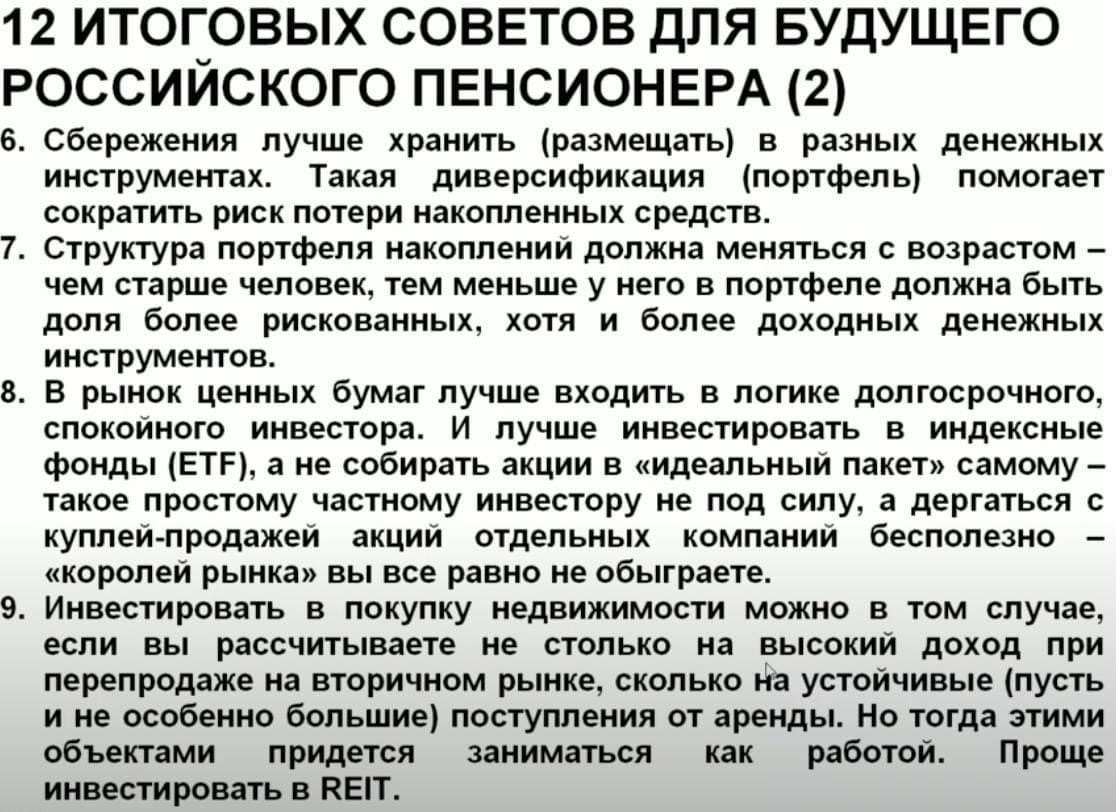 12 ИТОГОВЫХ СОВЕТОВ ДЛЯ БУДУЩЕГО
РОССИЙСКОГО ПЕНСИОНЕРА (2)
6. Сбережения лучше хранить (размещать) в разных денежных
инструментах. Такая диверсификация (портфель) помогает
сократить риск потери накопленных средств.
7. Структура портфеля накоплений должна меняться с возрастом –
чем старше человек, тем меньше у него в портфеле должна быть
доля более рискованных, хотя и более доходных денежных
инструментов.
8. В рынок ценных бумаг лучше входить в логике долгосрочного,
спокойного инвестора. И лучше инвестировать в индексные
фонды (ETF), а не собирать акции в «идеальный пакет» самому –
такое простому частному инвестору не под силу, а дергаться с
куплей-продажей акций отдельных компаний бесполезно –
«королей рынка» вы все равно не обыграете.
9. Инвестировать в покупку недвижимости можно в том случае,
если вы рассчитываете не столько на высокий доход при
перепродаже на вторичном рынке, сколько на устойчивые (пусть
и не особенно большие) поступления от аренды. Но тогда этими
объектами придется заниматься как работой. Проще
инвестировать в REIT.